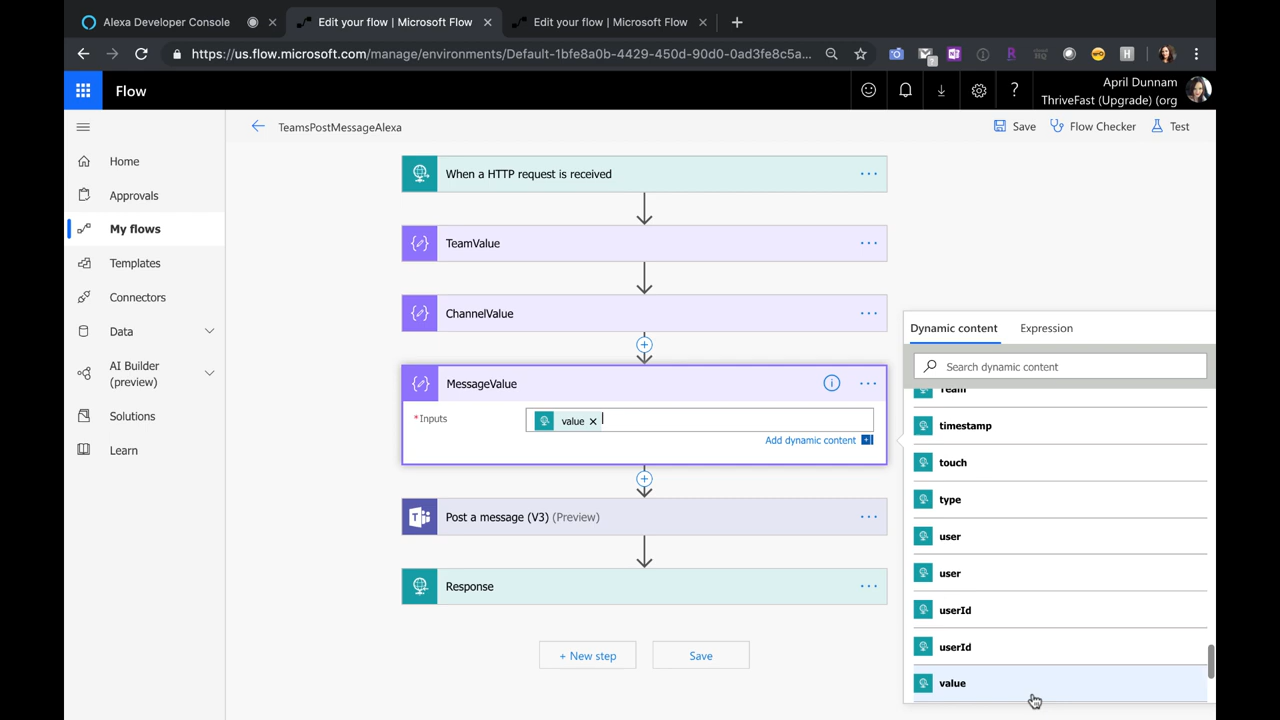 Alexa Developer Console
Edit your flow | Microsoft Flow
Edit your flow | Microsoft Flow
https://us.flow.microsoft.com/manage/environments/Default-1bfe8a0b-4429-450d-90d0-0ad3fe8c5a...
Flow
?
April Dunnam
ThriveFast (Upgrade) (org
TeamsPostMessageAlexa
Save
Flow Checker
Test
Home
Approvals
My flows
Templates
Connectors
Data
AI Builder
(preview)
Solutions
Learn
When a HTTP request is received
TeamValue
ChannelValue
MessageValue
*Inputs
value
Add dynamic content
Post a message (V3) (Preview)
Response
+ New step
Save
Dynamic content
Expression
Search dynamic content
Team
timestamp
touch
type
user
user
userId
userId
value